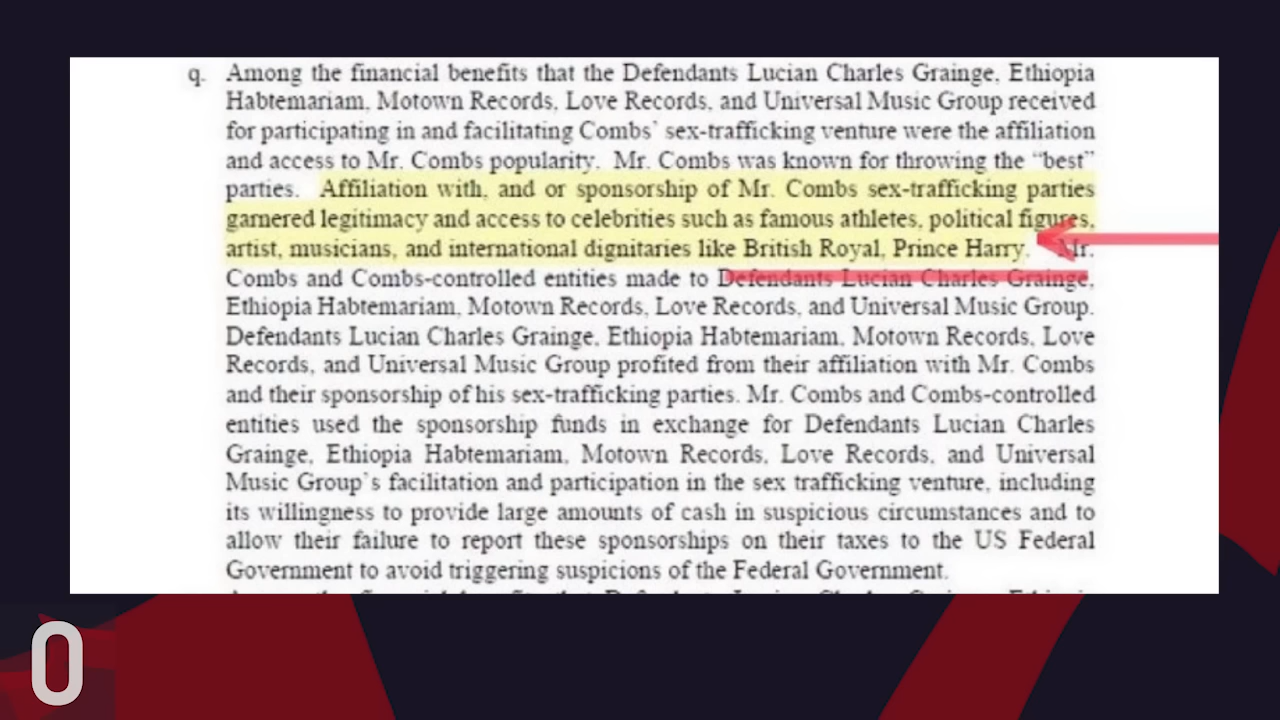 q. Among the financial benefits that the Defendants Lucian Charles Grainge, Ethiopia
Habtemariam, Motown Records, Love Records, and Universal Music Group received
for participating in and facilitating Combs' sex-trafficking venture were the affiliation
and access to Mr. Combs popularity. Mr. Combs was known for throwing the “best”
parties. Affiliation with, and or sponsorship of Mr. Combs sex-trafficking parties
garnered legitimacy and access to celebrities such as famous athletes, political figures,
artist, musicians, and international dignitaries like British Royal, Prince Harry. Mr.
Combs and Combs-controlled entities made to Defendants Lucian Charles Grainge,
Ethiopia Habtemariam, Motown Records, Love Records, and Universal Music Group.
Defendants Lucian Charles Grainge, Ethiopia Habtemariam, Motown Records, Love
Records, and Universal Music Group profited from their affiliation with Mr. Combs
and their sponsorship of his sex-trafficking parties. Mr. Combs and Combs-controlled
entities used the sponsorship funds in exchange for Defendants Lucian Charles
Grainge, Ethiopia Habtemariam, Motown Records, Love Records, and Universal
Music Group's facilitation and participation in the sex trafficking venture, including
its willingness to provide large amounts of cash in suspicious circumstances and to
allow their failure to report these sponsorships on their taxes to the US Federal
Government to avoid triggering suspicions of the Federal Government.
0